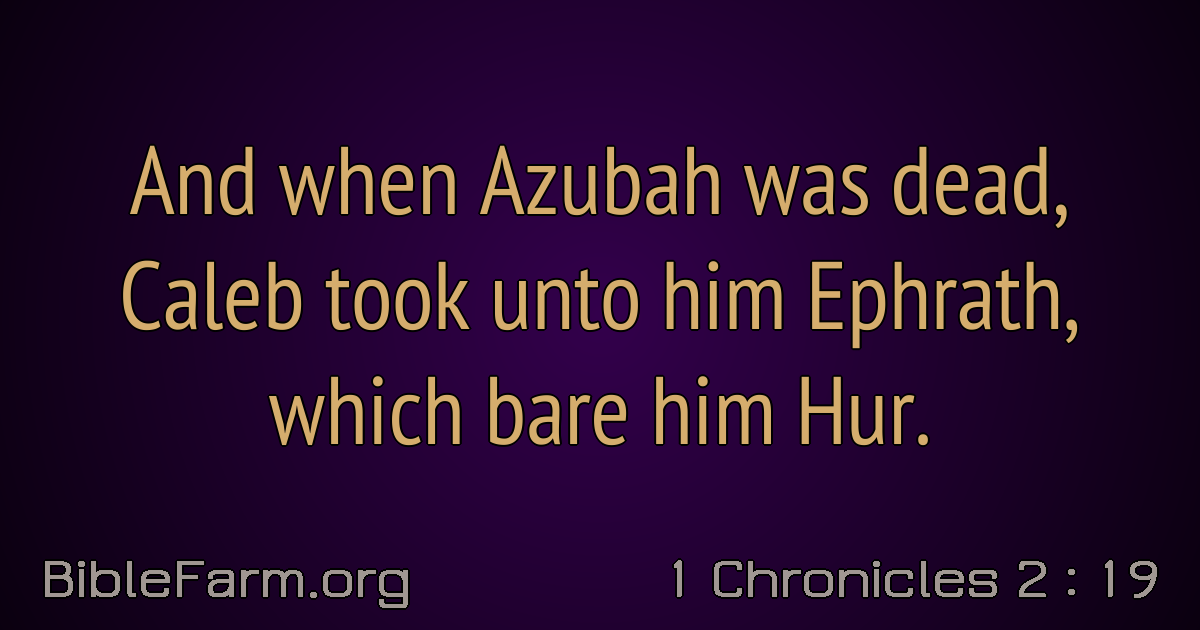 And when Azubah was dead,
Caleb took unto him Ephrath,
which bare him Hur.
BibleFarm.org
1 Chronicles 2 : 19